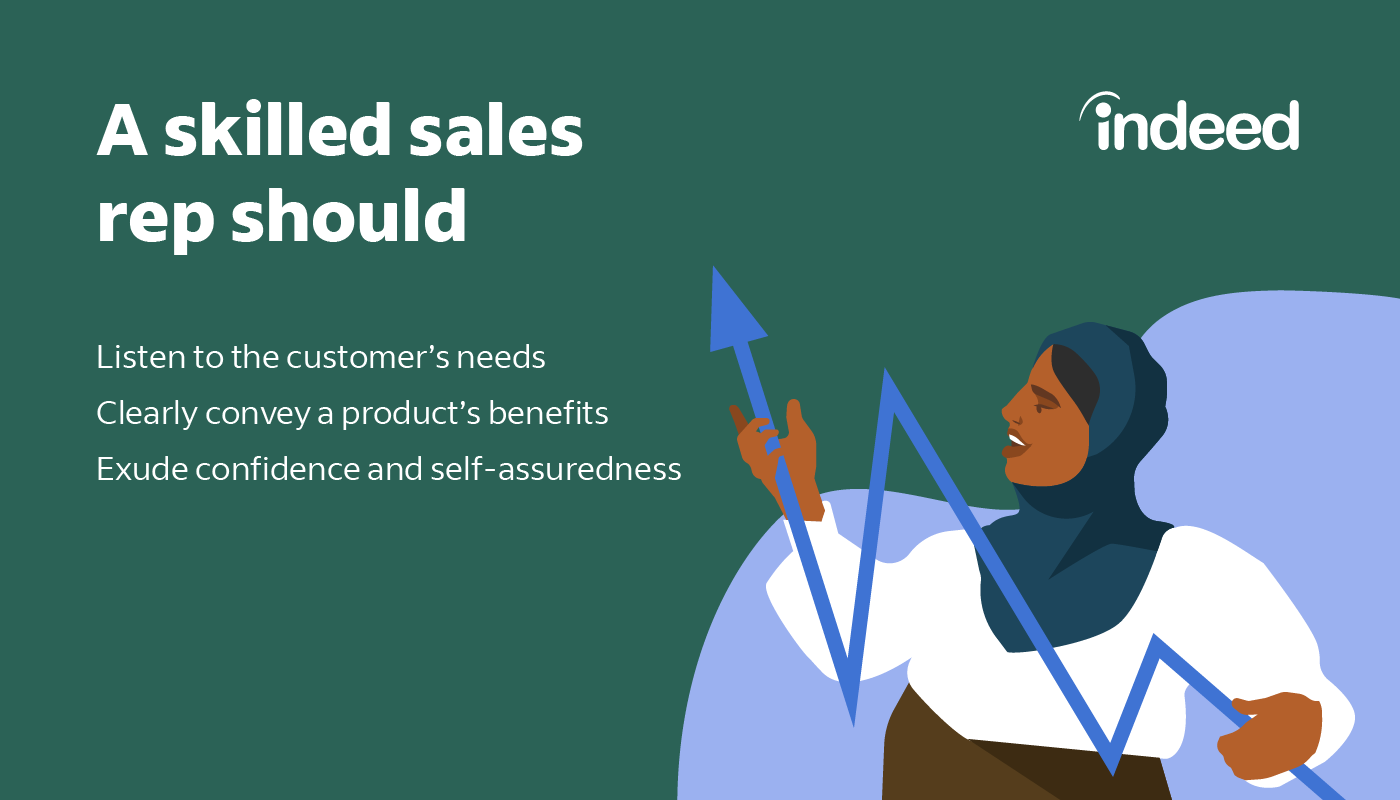 A skilled sales
rep should
indeed
Listen to the customer’s needs
Clearly convey a product’s benefits
Exude confidence and self-assuredness